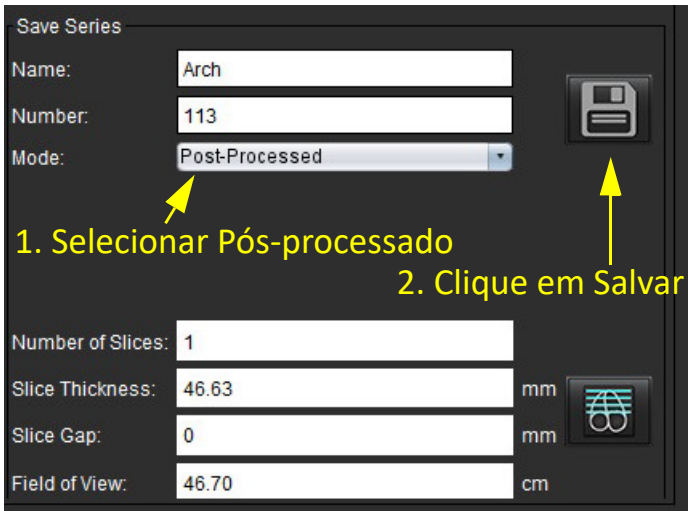 Save Series
Name: Arch
Number: 113
Mode: Post-Processed
1. Selecionar Pós-processado
2. Clique em Salvar
Number of Slices: 1
Slice Thickness: 46.63 mm
Slice Gap: 0 mm
Field of View: 46.70 cm